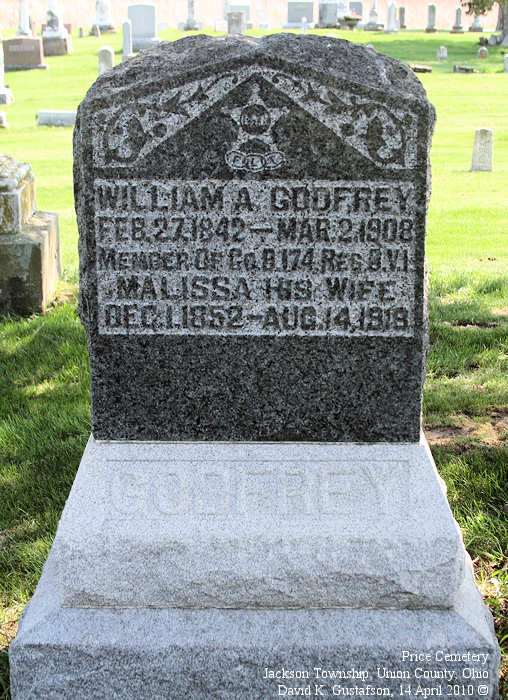 G.A.R.
F.C.L.
WILLIAM A. GODFREY
FEB. 27, 1842 — MAR. 2, 1908
MEMBER OF CO. B. 174, REG. O. V. I.
MALISSA HIS WIFE
DEC. 1, 1852 — AUG. 14, 1919
GODFREY
Price Cemetery
Jackson Township, Union County, Ohio
David K. Gustafson, 14 April 2010 ©